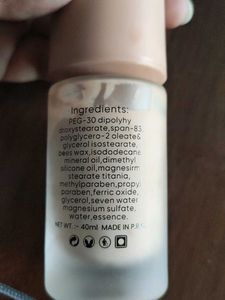 Ingredients:
PEG-30 dipolyhy
droxystearate,span-83,
polyglycero-2 oleate&
glycerol isostearate,
bees wax,isododecane,
mineral oil,dimethyl
silicone oil,magnesirm
stearate titania,
methylparaben,propyl
paraben,ferric oxide,
glycerol,seven water
magnesium sulfate,
water,essence.
NET WT.:- 40ml MADE IN P.R.C.